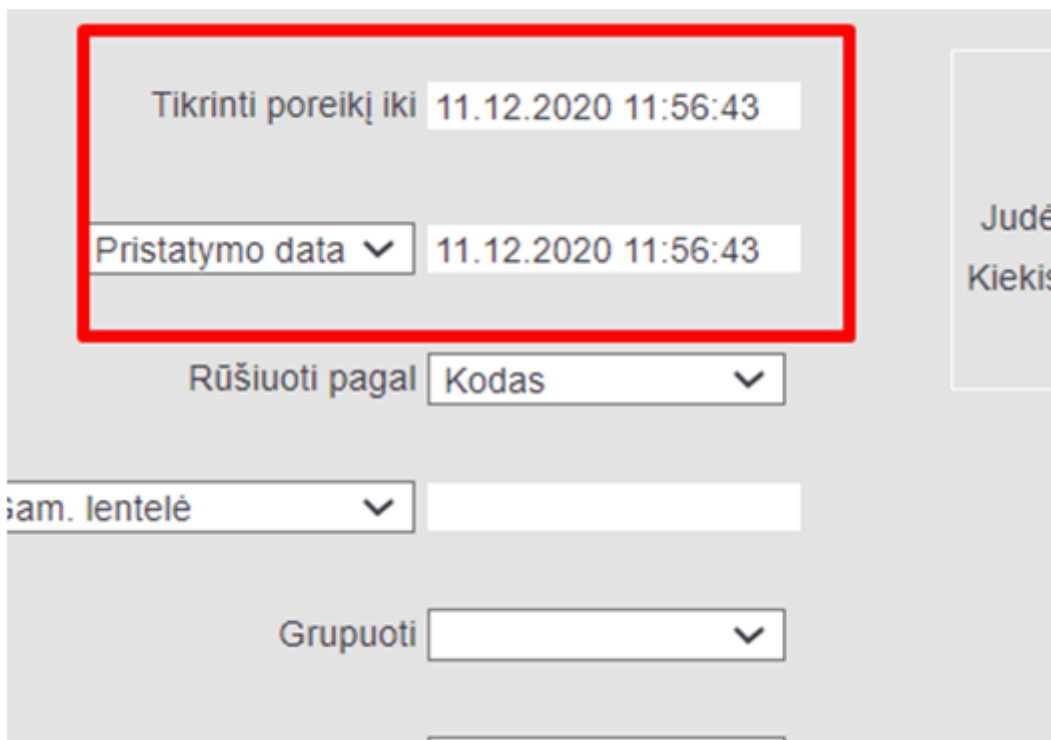 Tikrinti poreikį iki 11.12.2020 11:56:43
Pristatymo data 11.12.2020 11:56:43
Rūšiuoti pagal Kodas
lentelė
Grupuoti